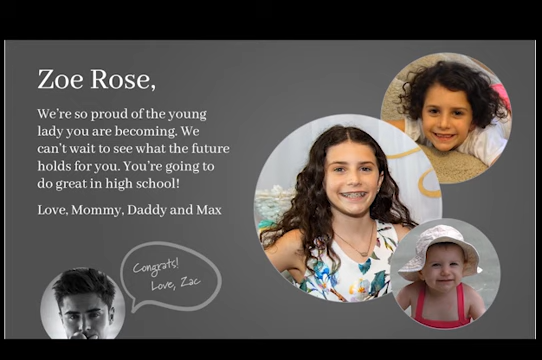 Zoe Rose,
We're so proud of the young
lady you are becoming. We
can't wait to see what the future
holds for you. You're going to
do great in high school!
Love, Mommy, Daddy and Max
Congrats!
Love, Zac